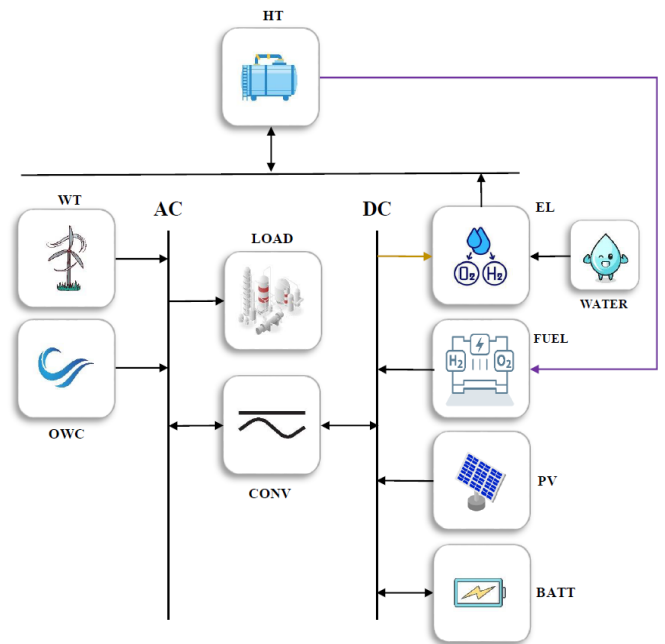 HT
WT
AC
DC
EL
LOAD
O2 H2
WATER
FUEL
H2 O2
OWC
CONV
PV
BATT